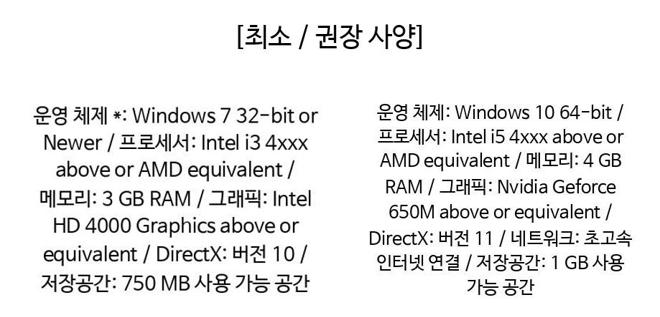 [최소 / 권장 사양]
운영 체제 *: Windows 7 32-bit or
Newer / 프로세서: Intel i3 4xxx
above or AMD equivalent /
메모리: 3 GB RAM / 그래픽: Intel
HD 4000 Graphics above or
equivalent / DirectX: 버전 10 /
저장공간: 750 MB 사용 가능 공간
운영 체제: Windows 10 64-bit /
프로세서: Intel i5 4xxx above or
AMD equivalent / 메모리: 4 GB
RAM / 그래픽: Nvidia Geforce
650M above or equivalent /
DirectX: 버전 11 / 네트워크: 초고속
인터넷 연결 / 저장공간: 1 GB 사용
가능 공간